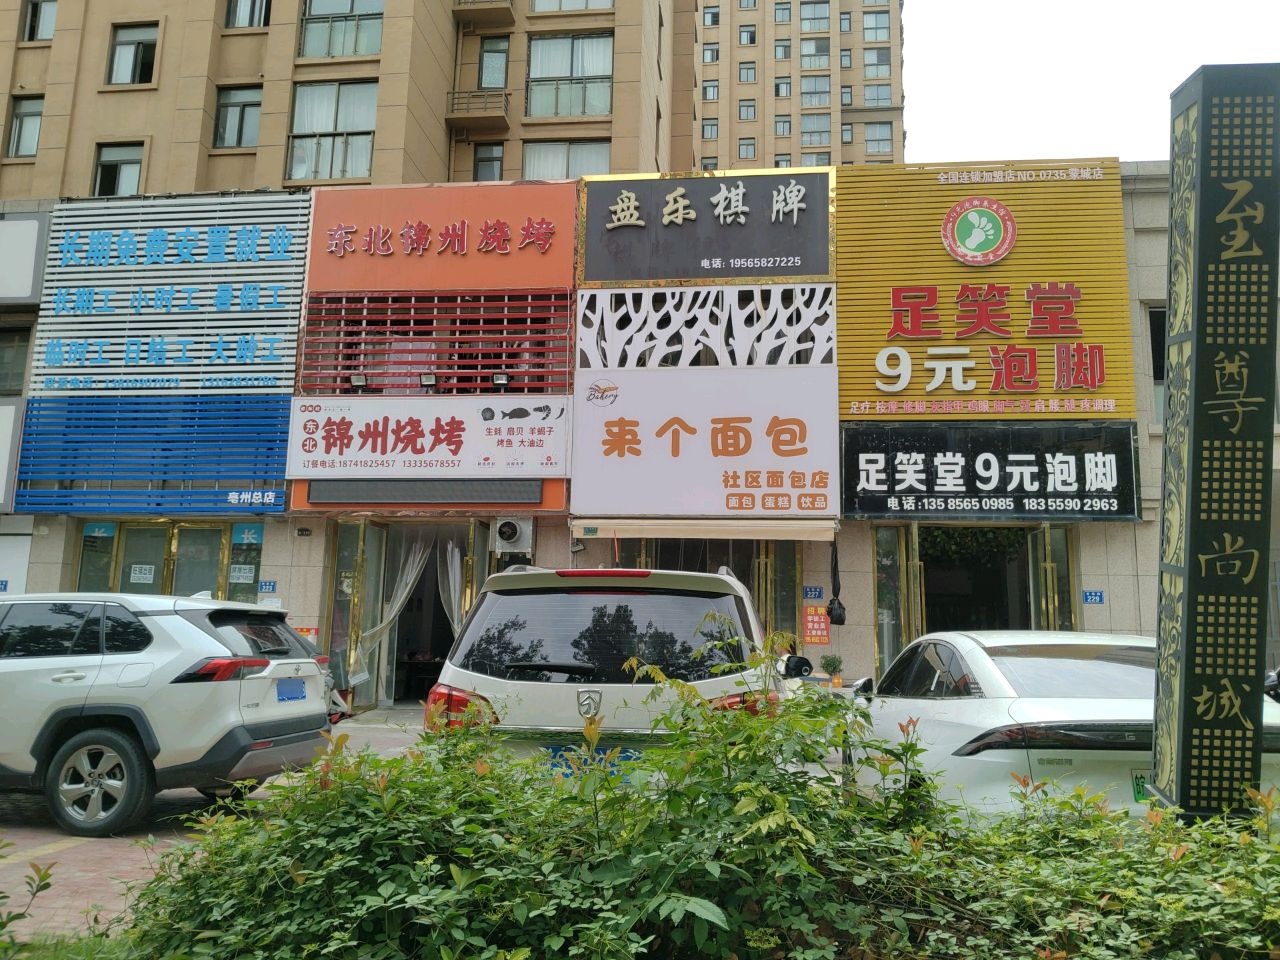 长期免费安置就业
长期工 小时工 暑假工
临时工 日结工 大龄工
亳州总店
东北锦州烧烤
东北
锦州烧烤
生蚝 扇贝 羊蝎子
烤鱼 大油边
订餐电话:18741825457 13335678557
盘乐棋牌
电话: 19565827225
Bakery
来个面包
社区面包店
面包 蛋糕 饮品
全国连锁加盟店NO 0735蒙城店
足笑堂
9元泡脚
足笑堂9元泡脚
电话:135 8565 0985 183 5590 2963
招聘
227
229
至尊尚城